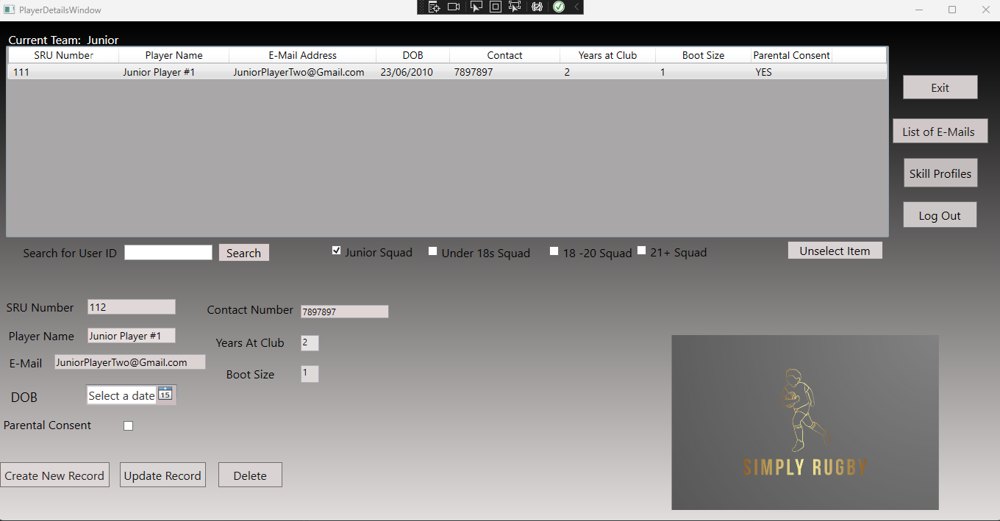 PlayerDetailsWindow
Current Team: Junior
SRU Number Player Name E-Mail Address DOB Contact Years at Club Boot Size Parental Consent
111 Junior Player #1 JuniorPlayerTwo@Gmail.com 23/06/2010 7897897 2 1 YES
Exit
List of E-Mails
Skill Profiles
Log Out
Search for User ID Search Junior Squad Under 18s Squad 18 -20 Squad 21+ Squad Unselect Item
SRU Number 112 Contact Number 7897897
Player Name Junior Player #1 Years At Club 2
E-Mail JuniorPlayerTwo@Gmail.com Boot Size 1
DOB Select a date 15
Parental Consent
SIMPLY RUGBY
Create New Record Update Record Delete